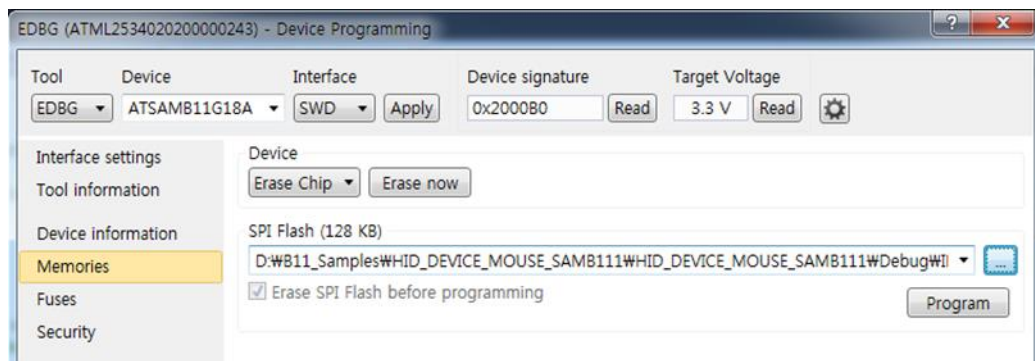 EDBG (ATML2534020200000243) - Device Programming
?
X
Tool Device Interface Device signature Target Voltage
EDBG ATSAMB11G18A SWD Apply 0x2000B0 Read 3.3 V Read
Interface settings
Tool information
Device information
Memories
Fuses
Security
Device
Erase Chip Erase now
SPI Flash (128 KB)
D:₩B11_Samples₩HID_DEVICE_MOUSE_SAMB111₩HID_DEVICE_MOUSE_SAMB111₩Debug₩ ...
Erase SPI Flash before programming
Program